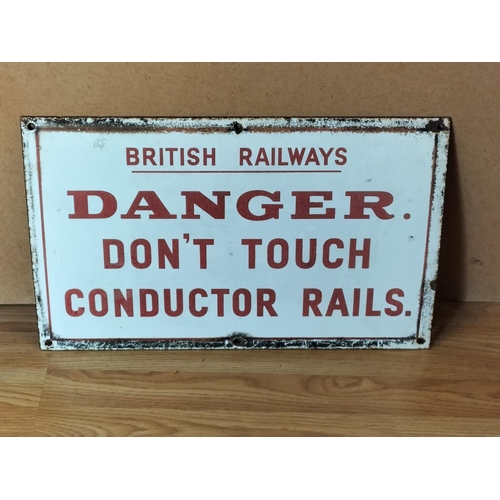 BRITISH RAILWAYS
DANGER.
DON'T TOUCH
CONDUCTOR RAILS.